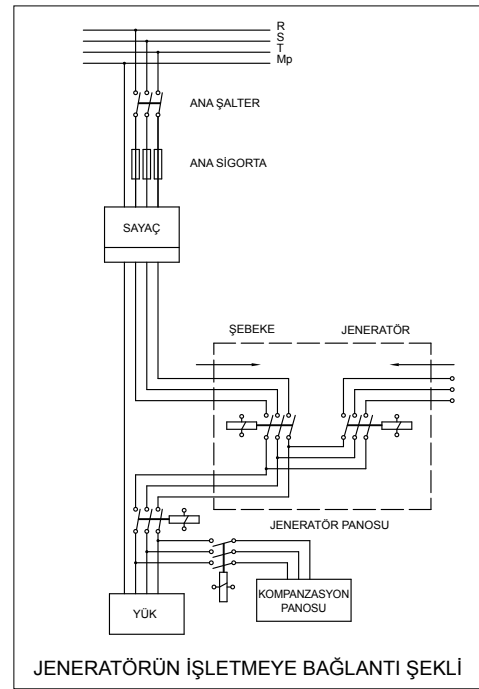 R
S
T
Mp
ANA ŞALTER
ANA SİGORTA
SAYAÇ
ŞEBEKE
JENERATÖR
JENERATÖR PANOSU
YÜK
KOMPANZASYON
PANOSU
JENERATÖRÜN İŞLETMEYE BAĞLANTI ŞEKLİ